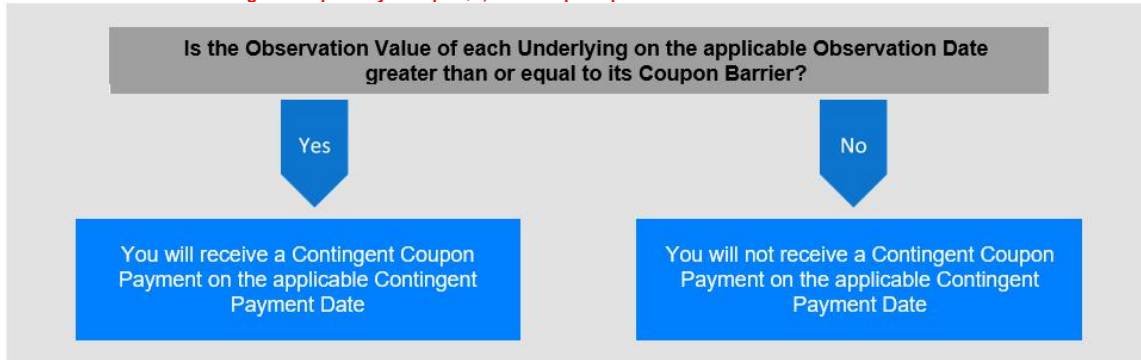 Is the Observation Value of each Underlying on the applicable Observation Date
greater than or equal to its Coupon Barrier?
Yes
No
You will receive a Contingent Coupon
Payment on the applicable Contingent
Payment Date
You will not receive a Contingent Coupon
Payment on the applicable Contingent
Payment Date